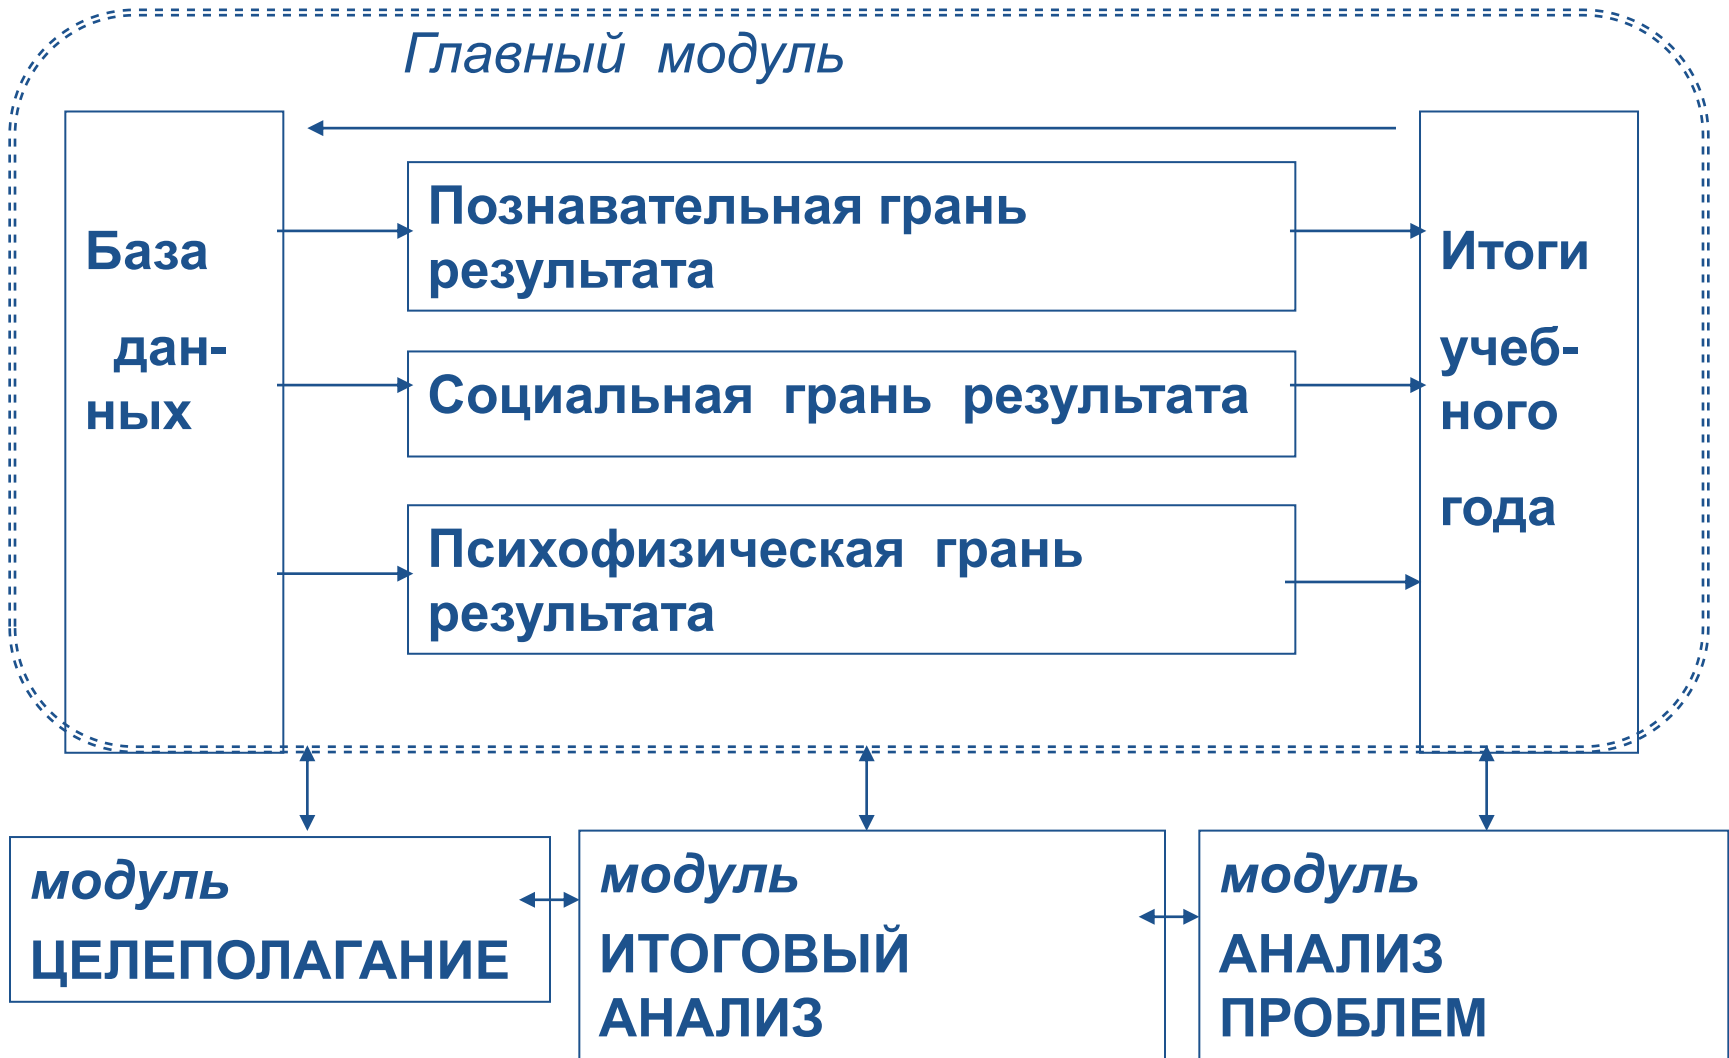 Главный модуль
База
дан-
ных
Познавательная грань
результата
Социальная грань результата
Психофизическая грань
результата
Итоги
учеб-
ного
года
модуль
ЦЕЛЕПОЛАГАНИЕ
модуль
ИТОГОВЫЙ
АНАЛИЗ
модуль
АНАЛИЗ
ПРОБЛЕМ